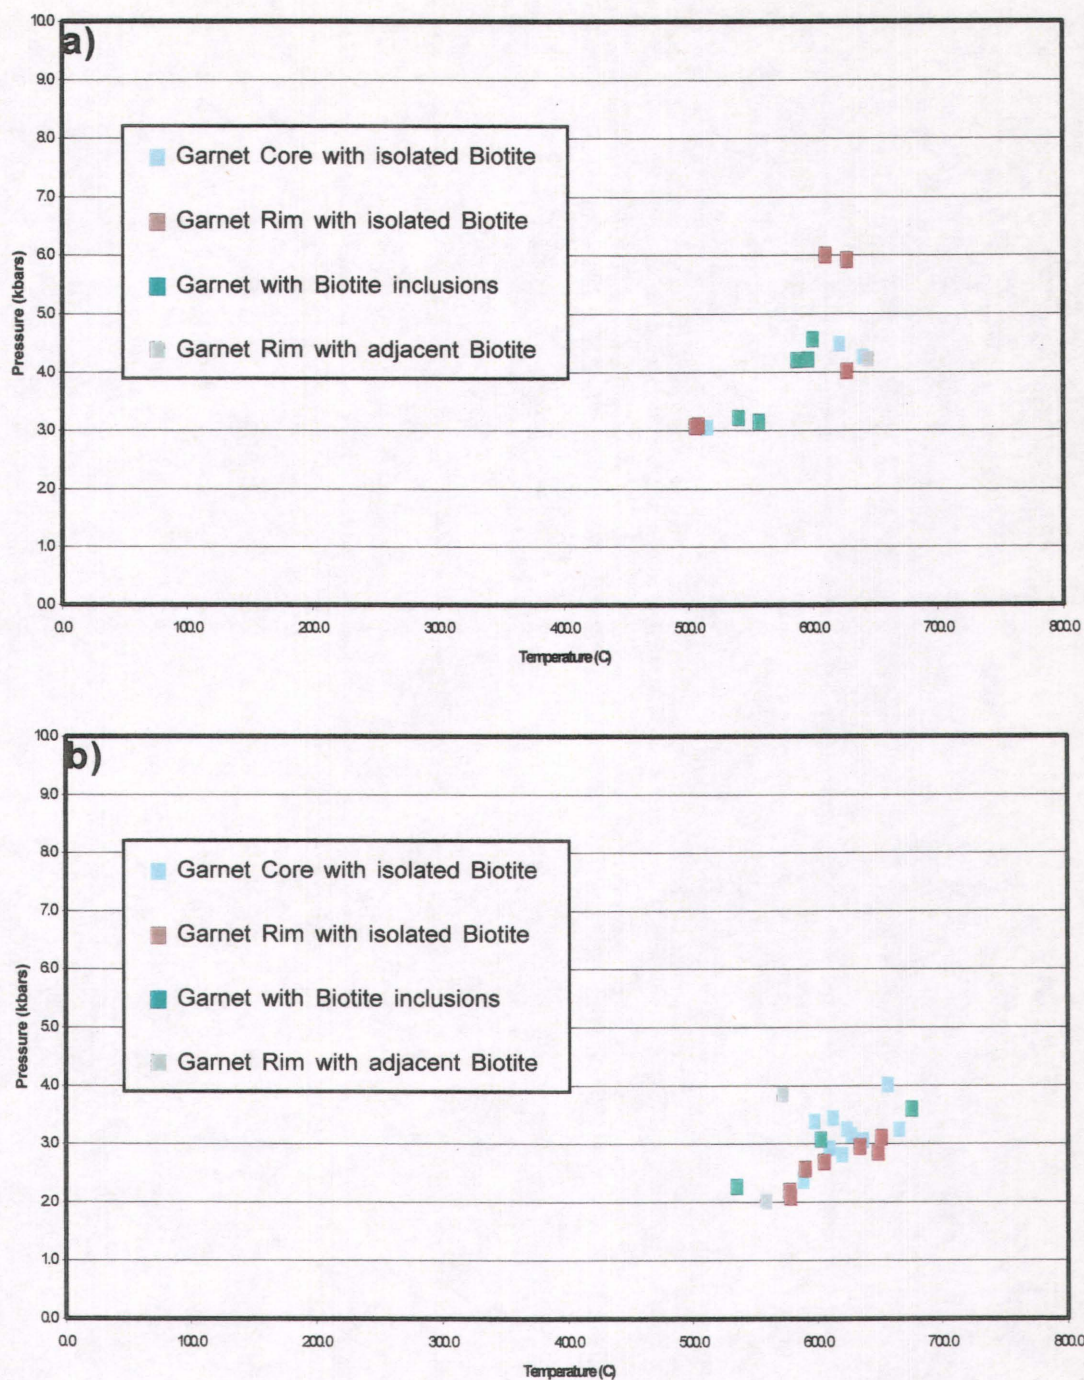 a)
10.0
9.0
8.0
7.0
6.0
5.0
4.0
3.0
2.0
1.0
0.0
Pressure (kbars)
Garnet Core with isolated Biotite
Garnet Rim with isolated Biotite
Garnet with Biotite inclusions
Garnet Rim with adjacent Biotite
0.0 100.0 200.0 300.0 400.0 500.0 600.0 700.0 800.0
Temperature (C)
b)
10.0
9.0
8.0
7.0
6.0
5.0
4.0
3.0
2.0
1.0
0.0
Pressure (kbars)
Garnet Core with isolated Biotite
Garnet Rim with isolated Biotite
Garnet with Biotite inclusions
Garnet Rim with adjacent Biotite
0.0 100.0 200.0 300.0 400.0 500.0 600.0 700.0 800.0
Temperature (C)